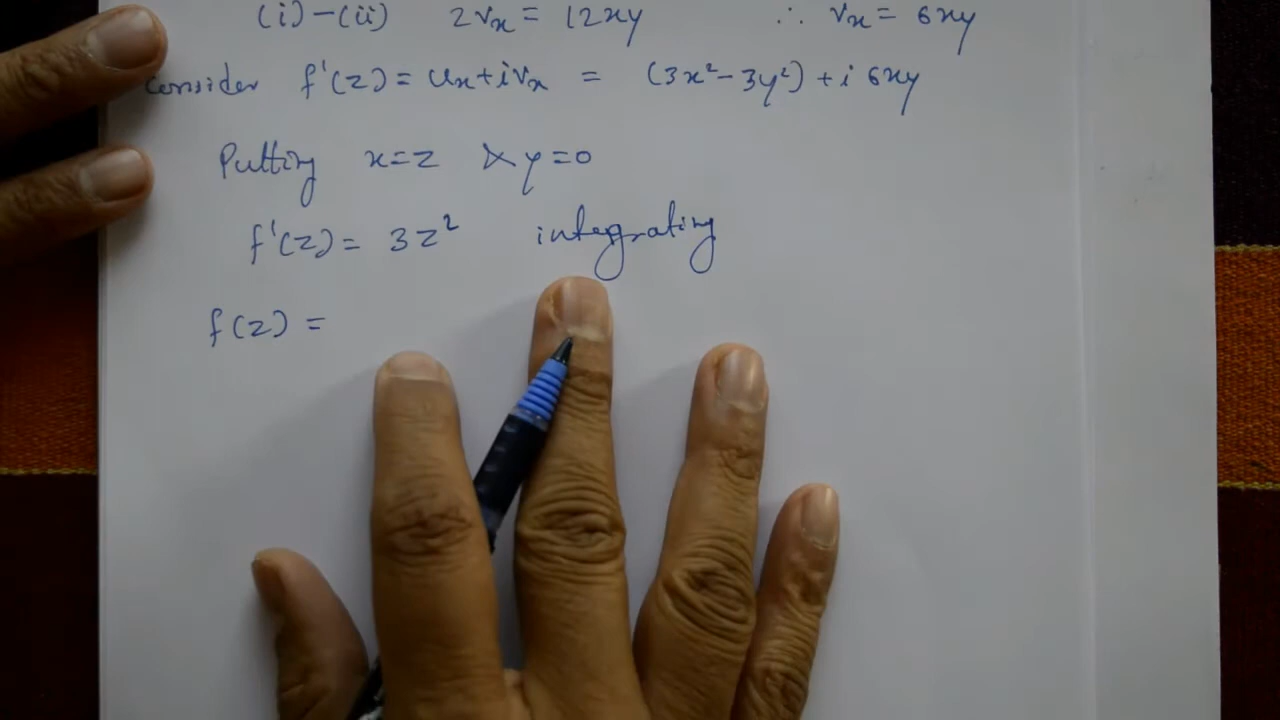 (i)-(ii) 2vₓ = 12xy ∴ vₓ = 6xy
Consider f'(z) = uₓ+ivₓ = (3x²-3y²)+i 6xy
Putting x=z & y=0
f'(z) = 3z² integrating
f(z) =